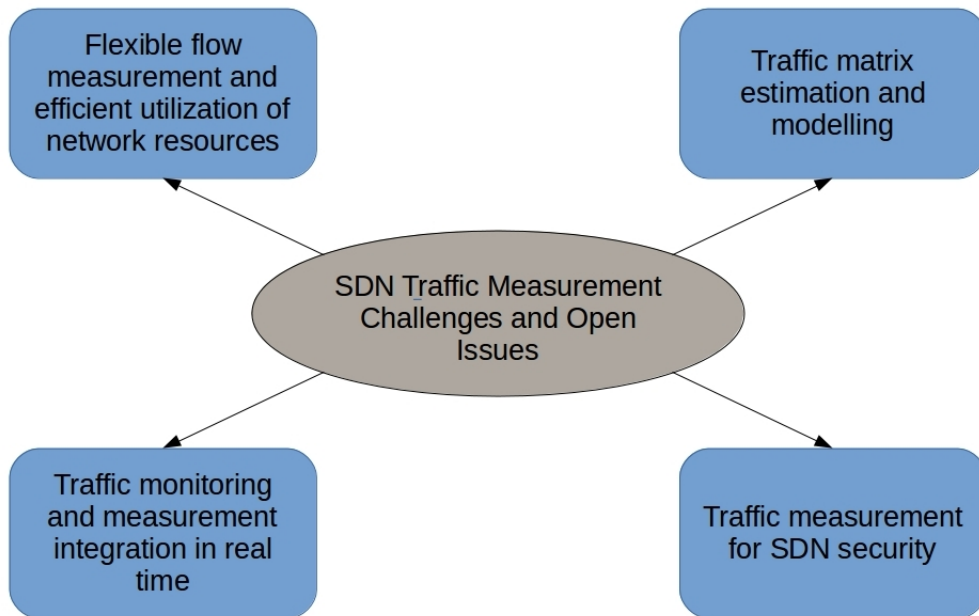 Flexible flow
measurement and
efficient utilization of
network resources
Traffic matrix
estimation and
modelling
SDN Traffic Measurement
Challenges and Open
Issues
Traffic monitoring
and measurement
integration in real
time
Traffic measurement
for SDN security